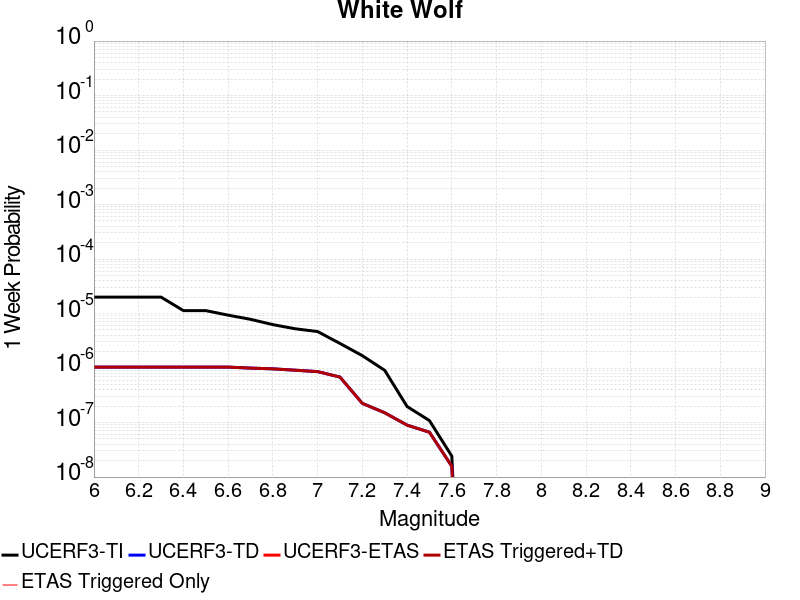 White Wolf
10^0
10^-1
10^-2
10^-3
10^-4
10^-5
10^-6
10^-7
10^-8
1 Week Probability
6 6.2 6.4 6.6 6.8 7 7.2 7.4 7.6 7.8 8 8.2 8.4 8.6 8.8 9
Magnitude
UCERF3-TI UCERF3-TD UCERF3-ETAS ETAS Triggered+TD
ETAS Triggered Only